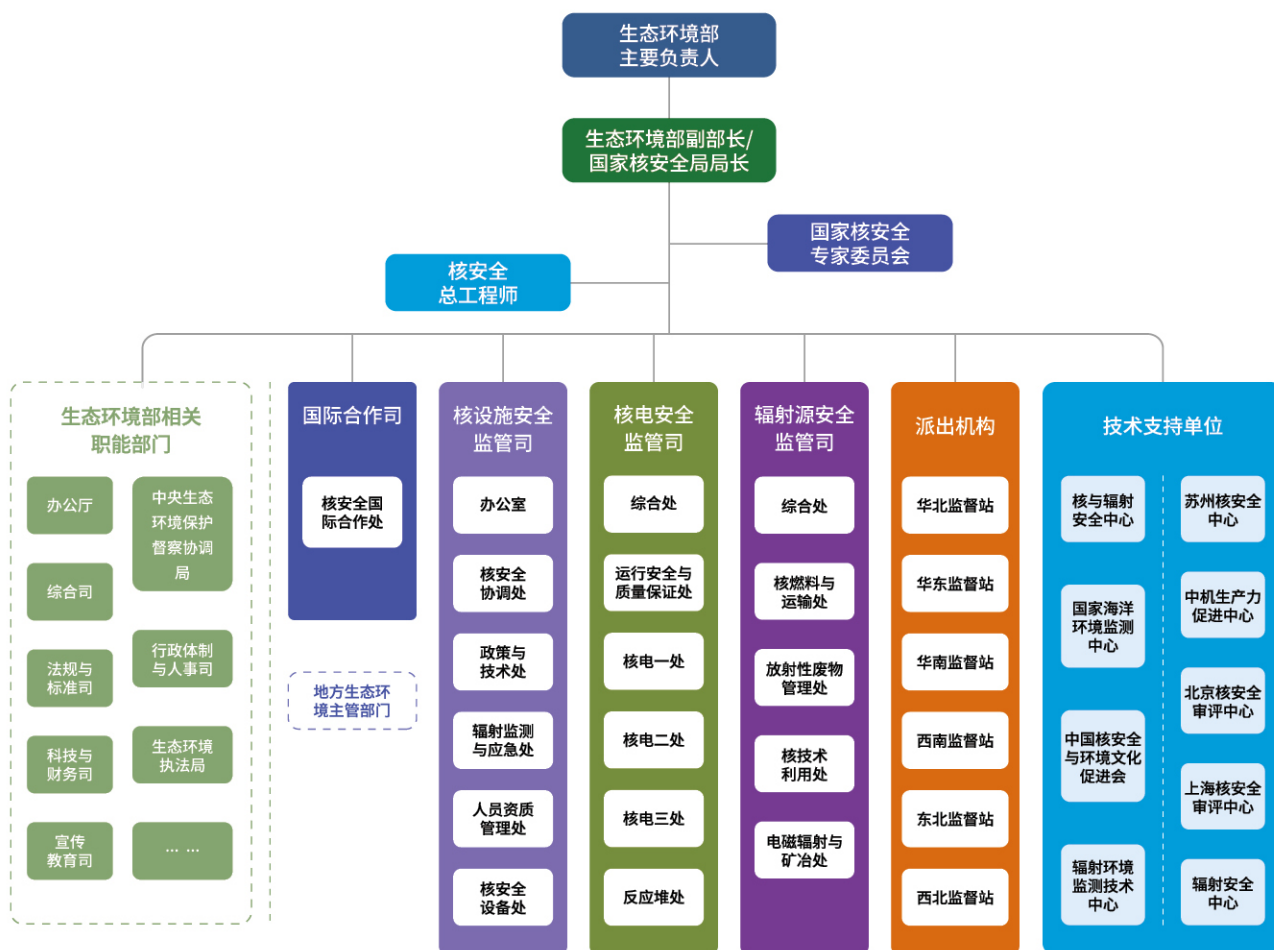 生态环境部
主要负责人
生态环境部副部长/
国家核安全局局长
国家核安全
专家委员会
核安全
总工程师
生态环境部相关
职能部门
办公厅
综合司
法规与
标准司
科技与
财务司
宣传
教育司
中央生态
环境保护
督察协调
局
行政体制
与人事司
生态环境
执法局
... ...
国际合作司
核安全国
际合作处
地方生态环
境主管部门
核设施安全
监管司
办公室
核安全
协调处
政策与
技术处
辐射监测
与应急处
人员资质
管理处
核安全
设备处
核电安全
监管司
综合处
运行安全与
质量保证处
核电一处
核电二处
核电三处
反应堆处
辐射源安全
监管司
综合处
核燃料与
运输处
放射性废物
管理处
核技术
利用处
电磁辐射与
矿冶处
派出机构
华北监督站
华东监督站
华南监督站
西南监督站
东北监督站
西北监督站
技术支持单位
核与辐射
安全中心
国家海洋
环境监测
中心
中国核安全
与环境文化
促进会
辐射环境
监测技术
中心
苏州核安全
中心
中机生产力
促进中心
北京核安全
审评中心
上海核安全
审评中心
辐射安全
中心